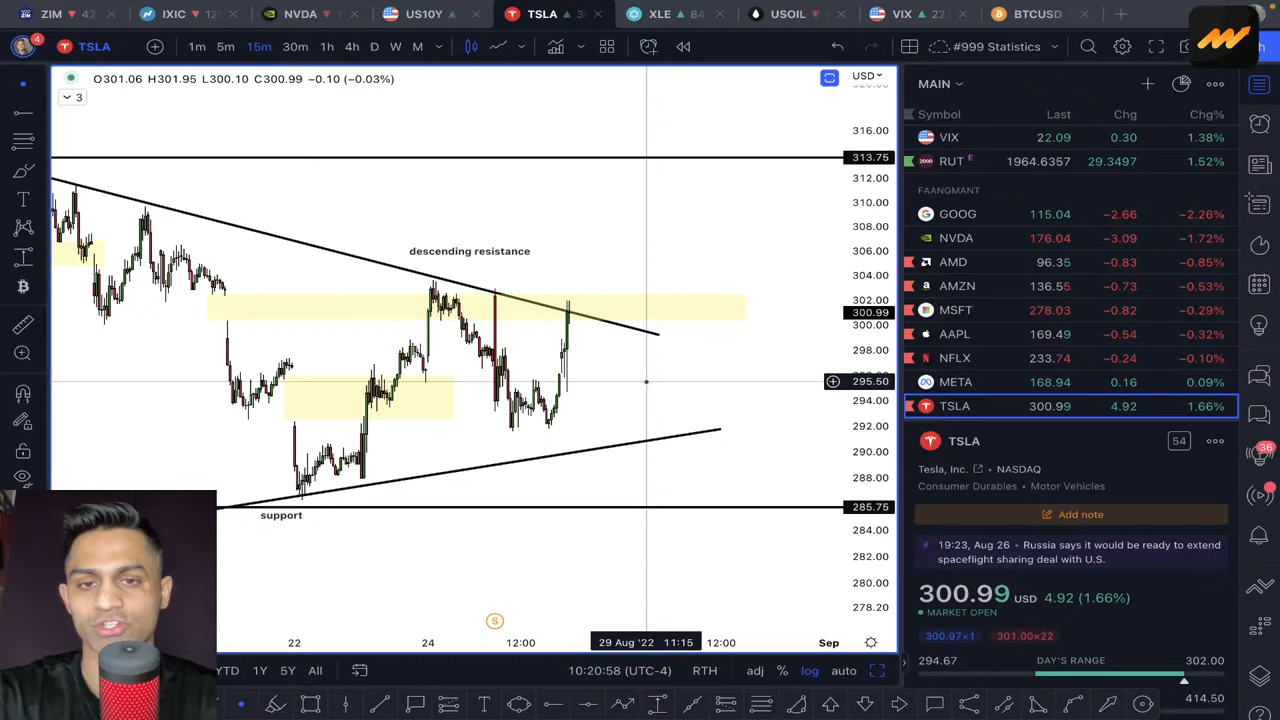 ZIM 42
IXIC 12
NVDA 1
US10Y
TSLA 3
XLE 84
USOIL
VIX 22
BTCUSD
4
TSLA
1m 5m 15m 30m 1h 4h D W M
#999 Statistics
O301.06 H301.95 L300.10 C300.99 −0.10 (−0.03%)
3
USD
320.00
316.00
313.75
312.00
310.00
308.00
306.00
304.00
302.00
300.99
300.00
298.00
295.50
294.00
292.00
290.00
288.00
285.75
284.00
282.00
280.00
278.20
descending resistance
support
S
22 24 12:00 29 Aug '22 11:15 12:00 Sep
YTD 1Y 5Y All
10:20:58 (UTC-4) RTH adj % log auto
MAIN
Symbol Last Chg Chg%
VIX 22.09 0.30 1.38%
RUT E 1964.6357 29.3497 1.52%
FAANGMANT
GOOG 115.04 −2.66 −2.26%
NVDA 176.04 −3.09 −1.72%
AMD 96.35 −0.83 −0.85%
AMZN 136.55 −0.73 −0.53%
MSFT 278.03 −0.82 −0.29%
AAPL 169.49 −0.54 −0.32%
NFLX 233.74 −0.24 −0.10%
META 168.94 0.16 0.09%
TSLA 300.99 4.92 1.66%
TSLA 54
Tesla, Inc. • NASDAQ
Consumer Durables • Motor Vehicles
Add note
19:23, Aug 26 • Russia says it would be ready to extend
spaceflight sharing deal with U.S.
300.99 USD 4.92 (1.66%)
MARKET OPEN
300.97×1 301.00×22
294.67 DAY'S RANGE 302.00
414.50
36